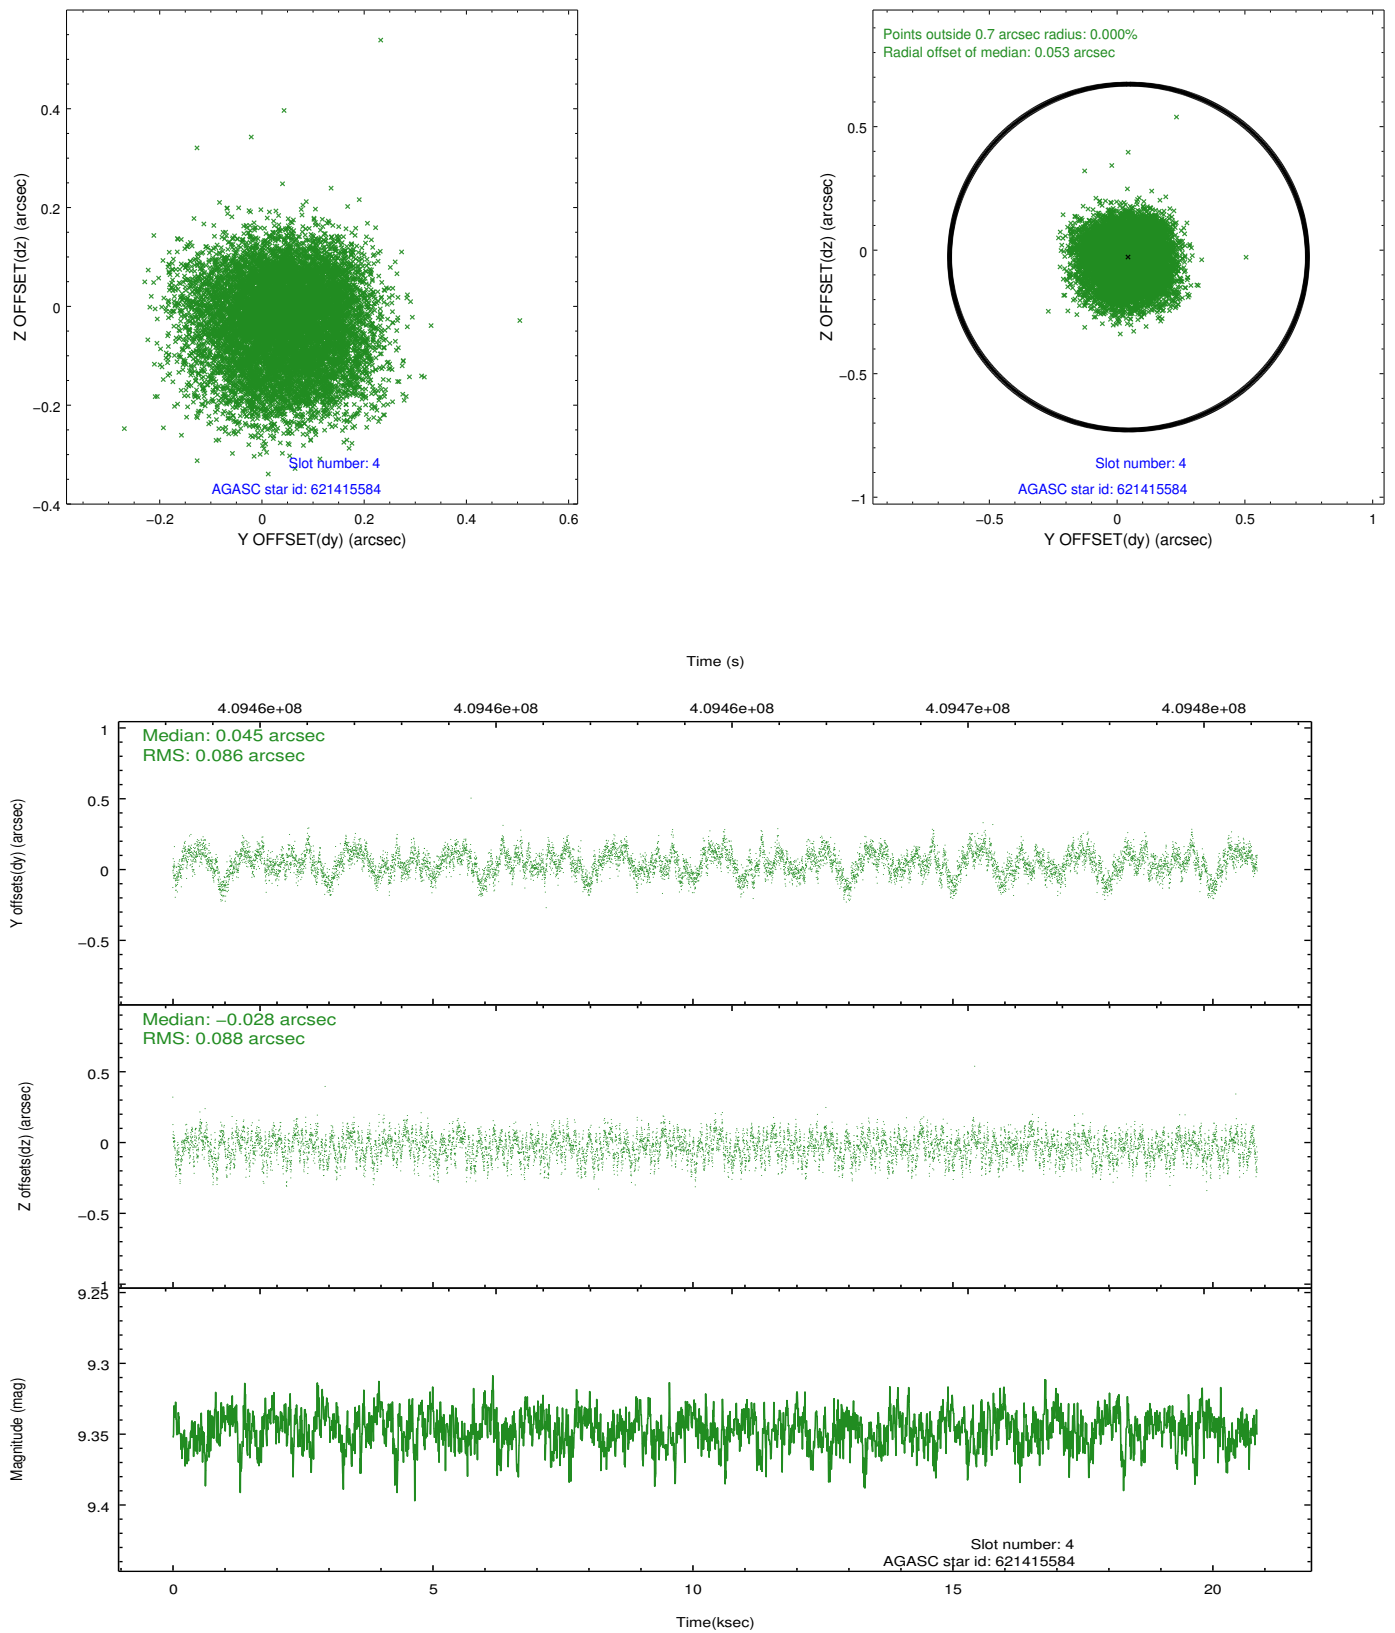 0.4
0.2
0
−0.2
−0.4
Z OFFSET(dz) (arcsec)
Slot number: 4
AGASC star id: 621415584
−0.2
0
0.2
0.4
0.6
Y OFFSET(dy) (arcsec)
Points outside 0.7 arcsec radius: 0.000%
Radial offset of median: 0.053 arcsec
0.5
0
−0.5
−1
Z OFFSET(dz) (arcsec)
Slot number: 4
AGASC star id: 621415584
−0.5
0
0.5
1
Y OFFSET(dy) (arcsec)
Time (s)
4.0946e+08
4.0946e+08
4.0946e+08
4.0947e+08
4.0948e+08
Median: 0.045 arcsec
RMS: 0.086 arcsec
1
0.5
0
−0.5
Y offsets(dy) (arcsec)
Median: −0.028 arcsec
RMS: 0.088 arcsec
0.5
0
−0.5
−1
Z offsets(dz) (arcsec)
9.25
9.3
9.35
9.4
Magnitude (mag)
Slot number: 4
AGASC star id: 621415584
0
5
10
15
20
Time(ksec)